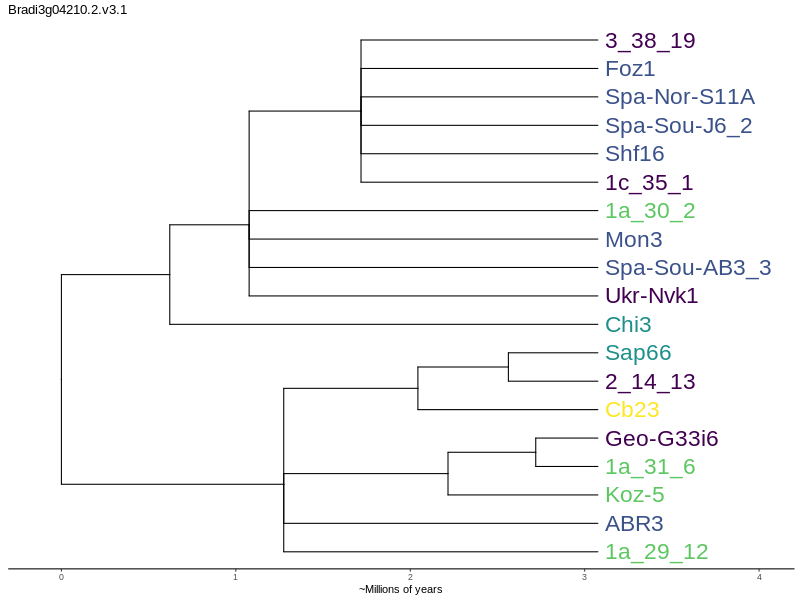 Bradi3g04210.2.v3.1
3_38_19
Foz1
Spa-Nor-S11A
Spa-Sou-J6_2
Shf16
1c_35_1
1a_30_2
Mon3
Spa-Sou-AB3_3
Ukr-Nvk1
Chi3
Sap66
2_14_13
Cb23
Geo-G33i6
1a_31_6
Koz-5
ABR3
1a_29_12
0 1 2 3 4
~Millions of years